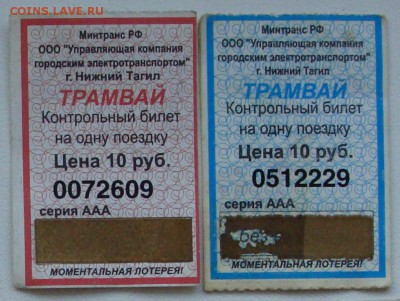 COINS.LAVE.RU
Минтранс РФ
ООО "Управляющая компания
городским электротранспортом"
г. Нижний Тагил
ТРАМВАЙ
Контрольный билет
на одну поездку
Цена 10 руб.
0072609
серия ААА
МОМЕНТАЛЬНАЯ ЛОТЕРЕЯ!
Минтранс РФ
ООО "Управляющая компания
городским электротранспортом"
г. Нижний Тагил
ТРАМВАЙ
Контрольный билет
на одну поездку
Цена 10 руб.
0512229
серия ААА
без
МОМЕНТАЛЬНАЯ ЛОТЕРЕЯ!